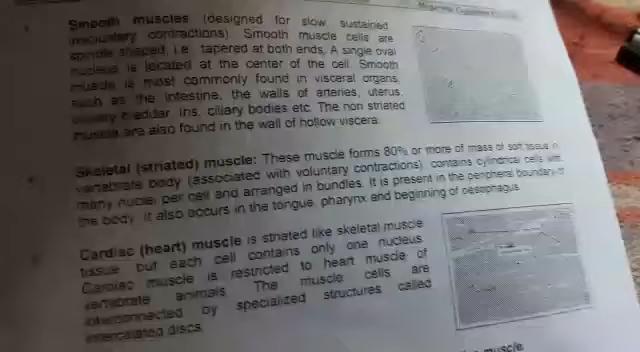 Smooth muscles (designed for slow sustained
involuntary contractions) Smooth muscle cells are
spindle shaped, i.e. tapered at both ends. A single oval
nucleus is located at the center of the cell. Smooth
muscle is most commonly found in visceral organs,
such as the intestine, the walls of arteries, uterus,
urinary bladder, iris, ciliary bodies etc. The non striated
muscle are also found in the wall of hollow viscera.
Skeletal (striated) muscle: These muscle forms 80% or more of mass of soft tissue in
vertebrate body (associated with voluntary contractions), contains cylindrical cells with
many nuclei per cell and arranged in bundles. It is present in the peripheral boundary of
the body. It also occurs in the tongue, pharynx and beginning of oesophagus.
Cardiac (heart) muscle is striated like skeletal muscle
tissue but each cell contains only one nucleus.
Cardiac muscle is restricted to heart muscle of
vertebrate animals. The muscle cells are
interconnected by specialized structures called
intercalated discs.
muscle